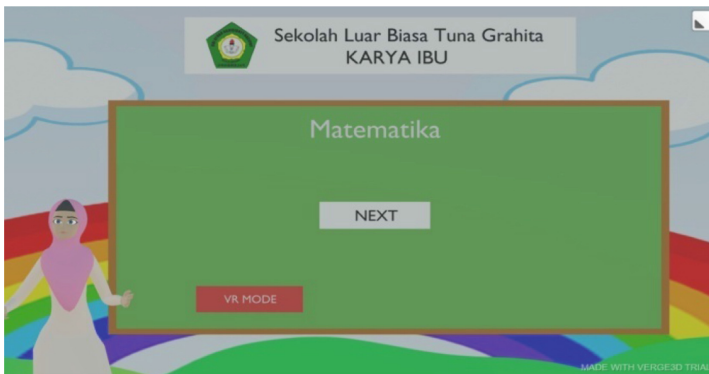 Sekolah Luar Biasa Tuna Grahita
KARYA IBU
Matematika
NEXT
VR MODE
MADE WITH VERGE3D TRIAL